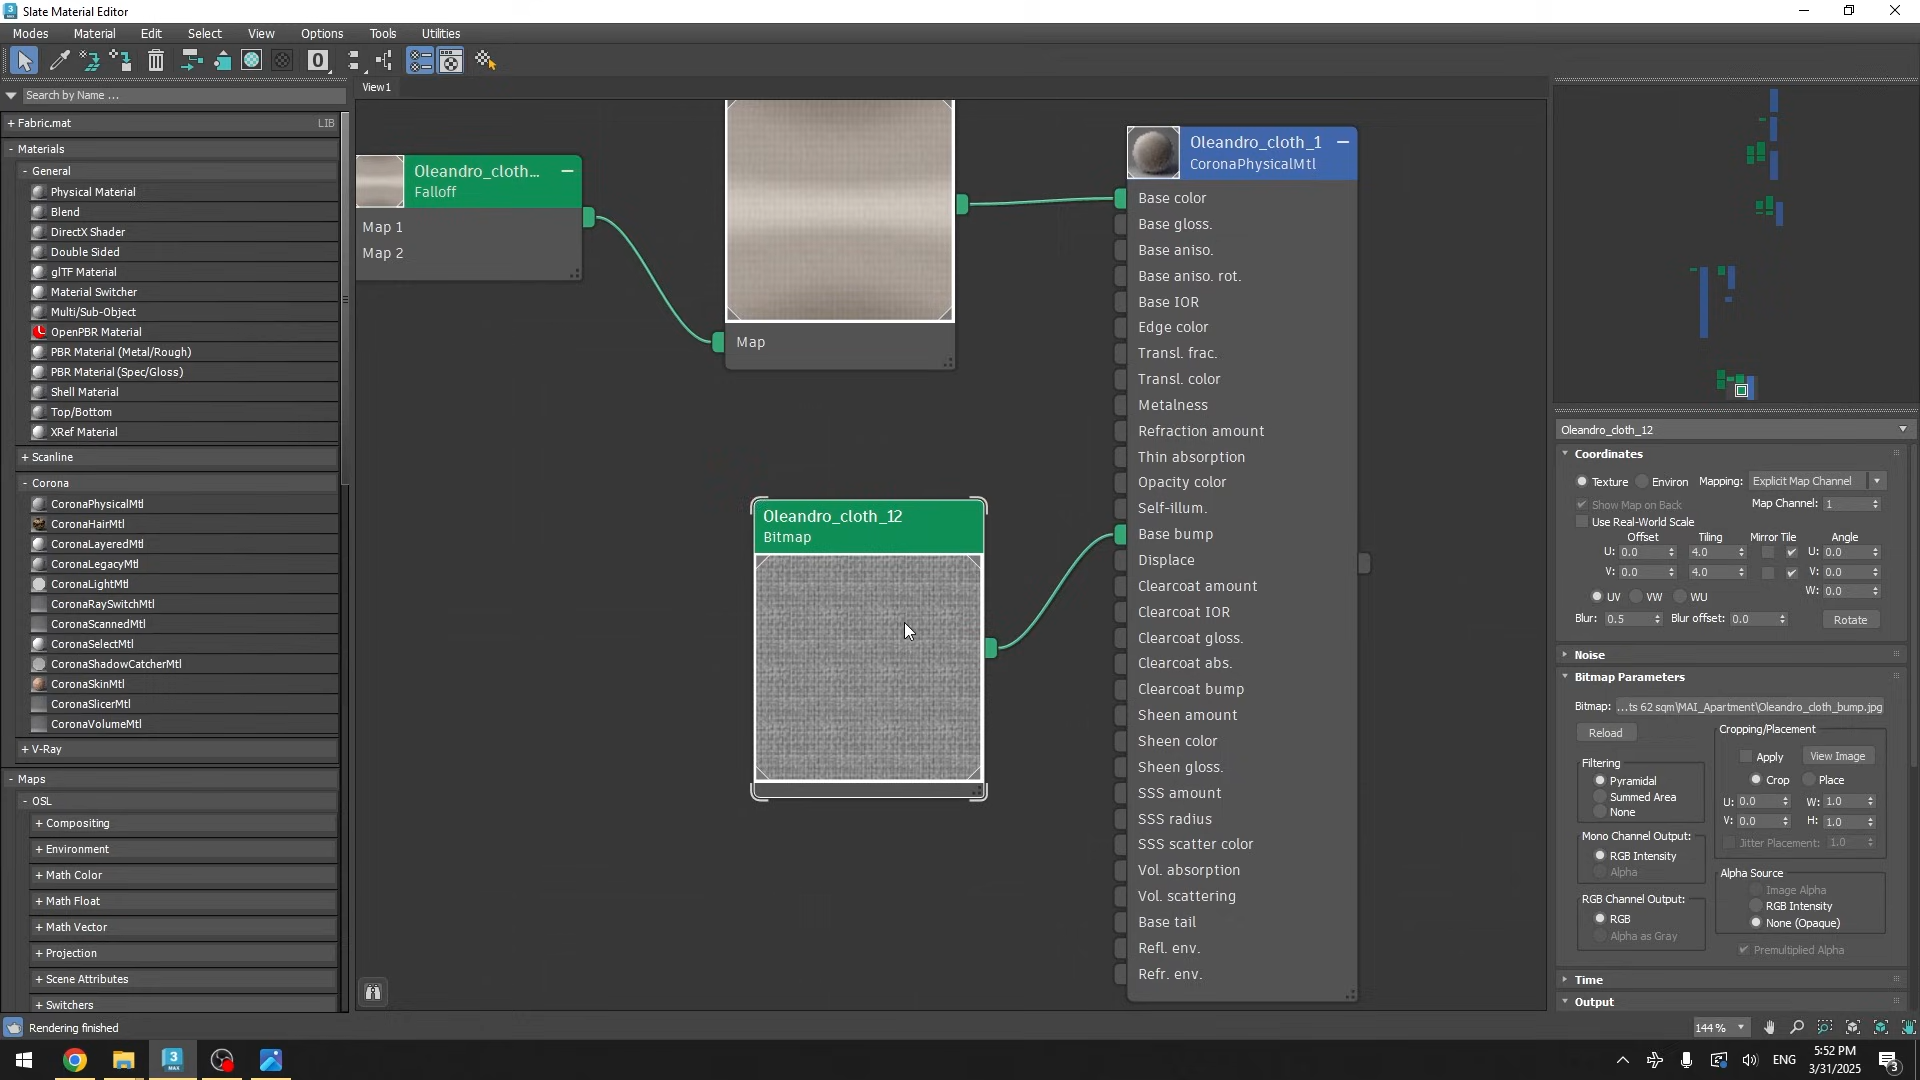 Slate Material Editor
Modes Material Edit Select View Options Tools Utilities
View1
Search by Name ...
+ Fabric.mat LIB
- Materials
- General
Physical Material
Blend
DirectX Shader
Double Sided
glTF Material
Material Switcher
Multi/Sub-Object
OpenPBR Material
PBR Material (Metal/Rough)
PBR Material (Spec/Gloss)
Shell Material
Top/Bottom
XRef Material
+ Scanline
- Corona
CoronaPhysicalMtl
CoronaHairMtl
CoronaLayeredMtl
CoronaLegacyMtl
CoronaLightMtl
CoronaRaySwitchMtl
CoronaScannedMtl
CoronaSelectMtl
CoronaShadowCatcherMtl
CoronaSkinMtl
CoronaSlicerMtl
CoronaVolumeMtl
+ V-Ray
- Maps
- OSL
+ Compositing
+ Environment
+ Math Color
+ Math Float
+ Math Vector
+ Projection
+ Scene Attributes
+ Switchers
Oleandro_cloth...
Falloff
Map 1
Map 2
Map
Oleandro_cloth_12
Bitmap
Oleandro_cloth_1
CoronaPhysicalMtl
Base color
Base gloss.
Base aniso.
Base aniso. rot.
Base IOR
Edge color
Transl. frac.
Transl. color
Metalness
Refraction amount
Thin absorption
Opacity color
Self-illum.
Base bump
Displace
Clearcoat amount
Clearcoat IOR
Clearcoat gloss.
Clearcoat abs.
Clearcoat bump
Sheen amount
Sheen color
Sheen gloss.
SSS amount
SSS radius
SSS scatter color
Vol. absorption
Vol. scattering
Base tail
Refl. env.
Refr. env.
Oleandro_cloth_12
Coordinates
Texture Environ Mapping: Explicit Map Channel
Show Map on Back Map Channel: 1
Use Real-World Scale
Offset Tiling Mirror Tile Angle
U: 0.0 4.0 U: 0.0
V: 0.0 4.0 V: 0.0
W: 0.0
UV VW WU
Blur: 0.5 Blur offset: 0.0 Rotate
Noise
Bitmap Parameters
Bitmap: ...ts 62 sqm\MAI_Apartment\Oleandro_cloth_bump.jpg
Reload
Cropping/Placement
Apply View Image
Crop Place
U: 0.0 W: 1.0
V: 0.0 H: 1.0
Jitter Placement: 1.0
Filtering
Pyramidal
Summed Area
None
Mono Channel Output:
RGB Intensity
Alpha
RGB Channel Output:
RGB
Alpha as Gray
Alpha Source
Image Alpha
RGB Intensity
None (Opaque)
Premultiplied Alpha
Time
Output
Rendering finished
144%
ENG
5:52 PM
3/31/2025
3